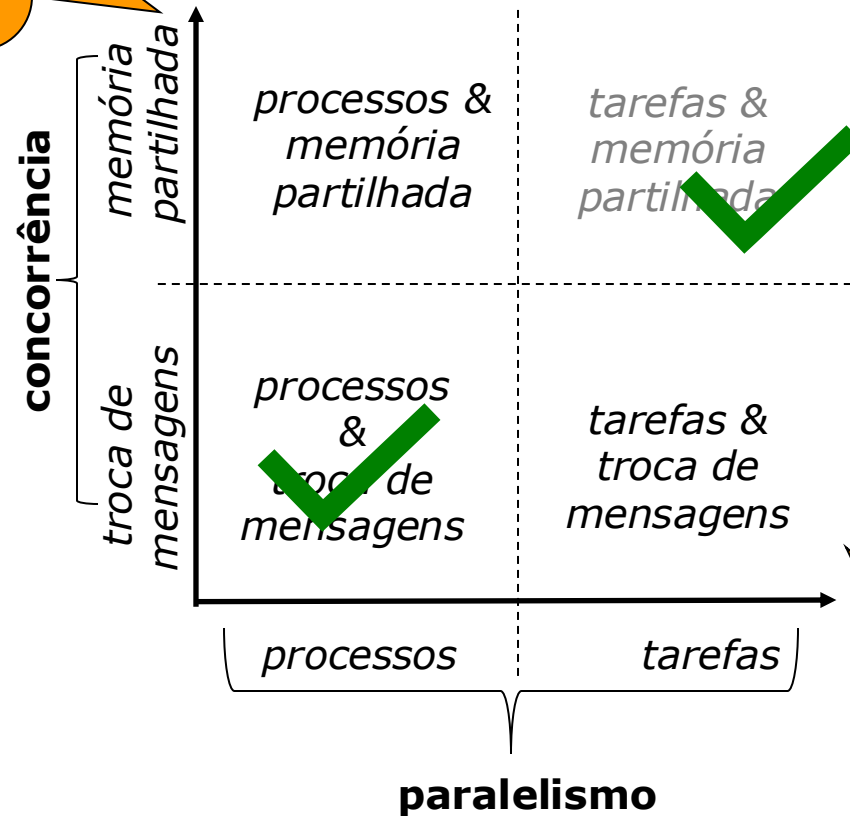 concorrência
memória
partilhada
troca de
mensagens
processos &
memória
partilhada
tarefas &
memória
partilhada
processos
&
troca de
mensagens
tarefas &
troca de
mensagens
processos
tarefas
paralelismo